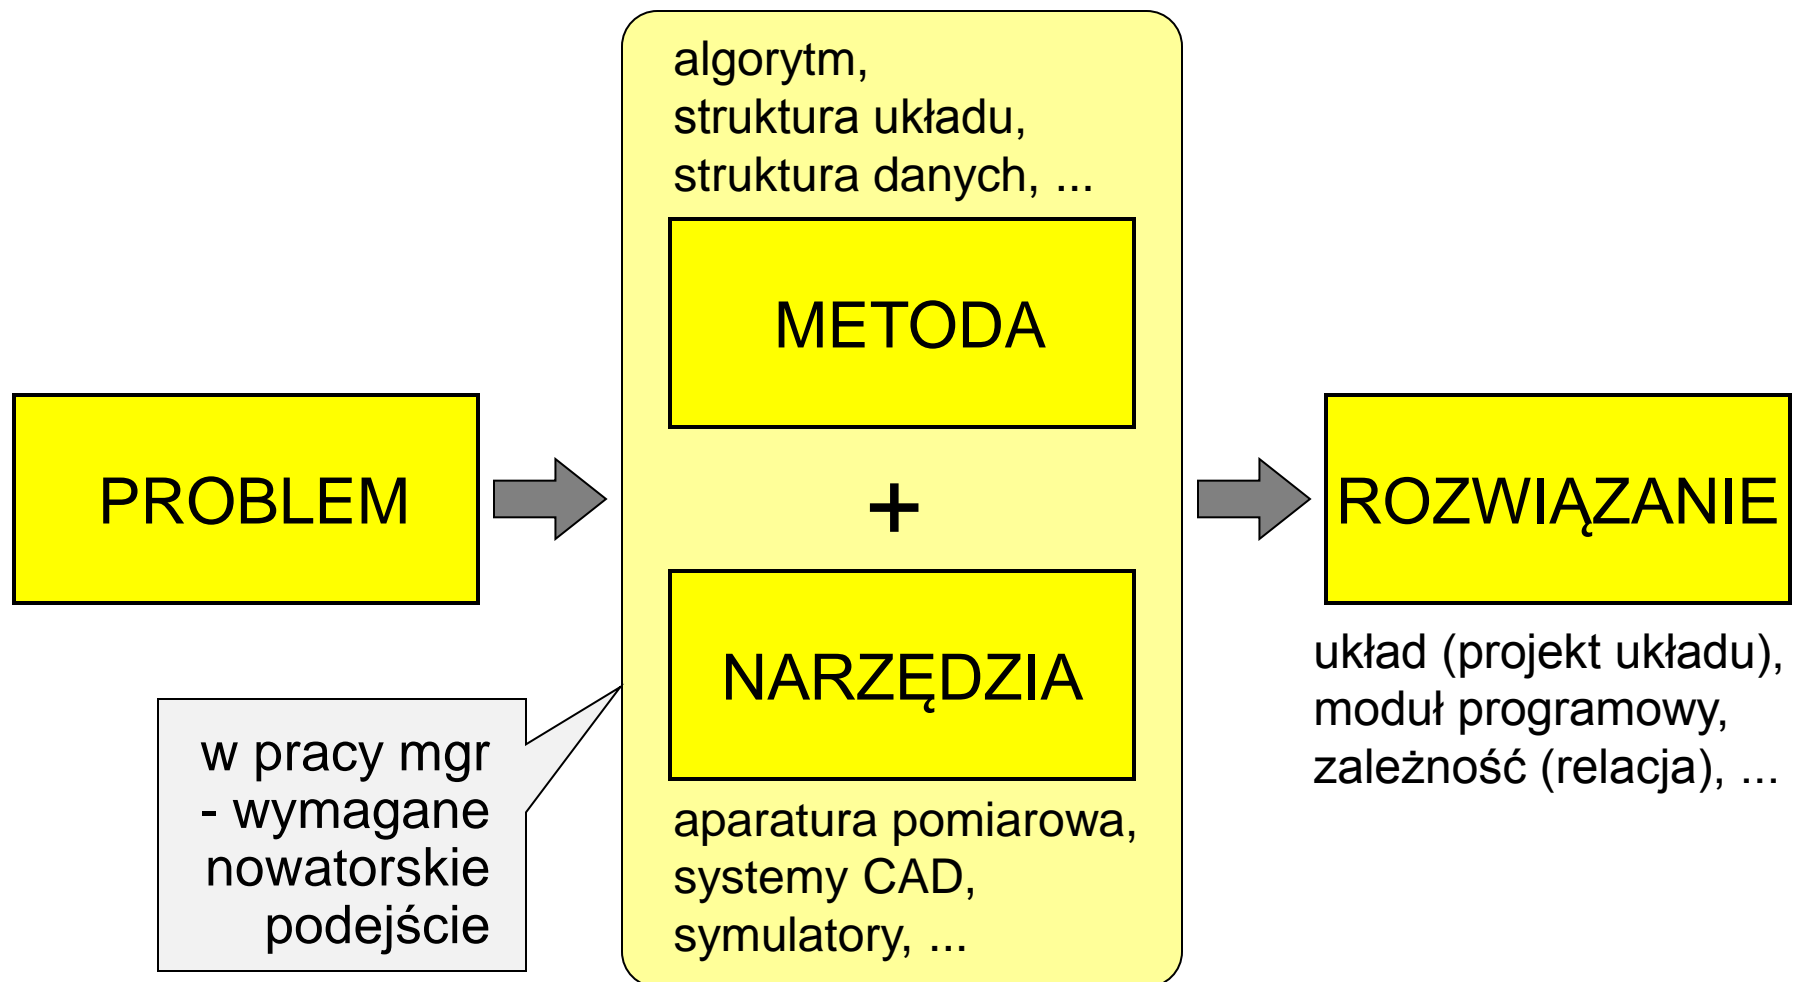 PROBLEM
w pracy mgr
- wymagane
nowatorskie
podejście
algorytm,
struktura układu,
struktura danych, ...
METODA
+
NARZĘDZIA
aparatura pomiarowa,
systemy CAD,
symulatory, ...
ROZWIĄZANIE
układ (projekt układu),
moduł programowy,
zależność (relacja), ...